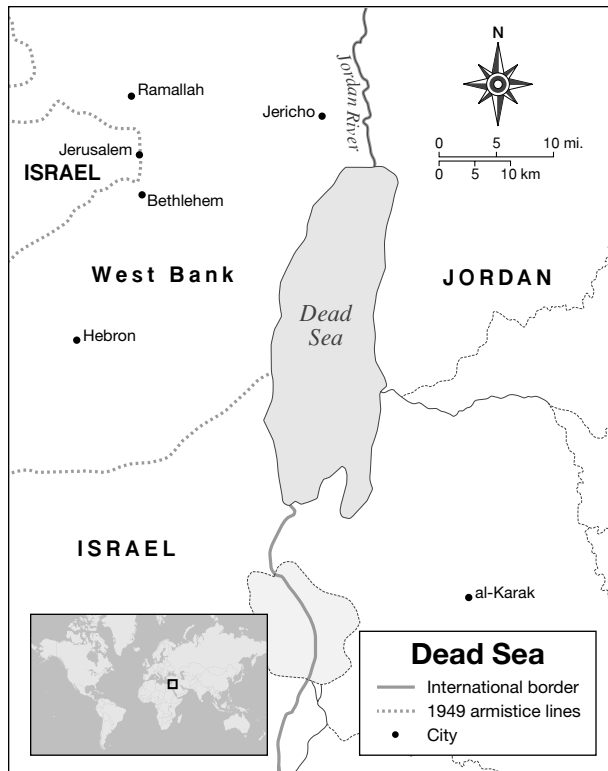 N
Ramallah
Jericho
Jordan River
0 5 10 mi.
0 5 10 km
Jerusalem
ISRAEL
Bethlehem
West Bank
JORDAN
Dead
Sea
Hebron
ISRAEL
al-Karak
Dead Sea
International border
1949 armistice lines
City